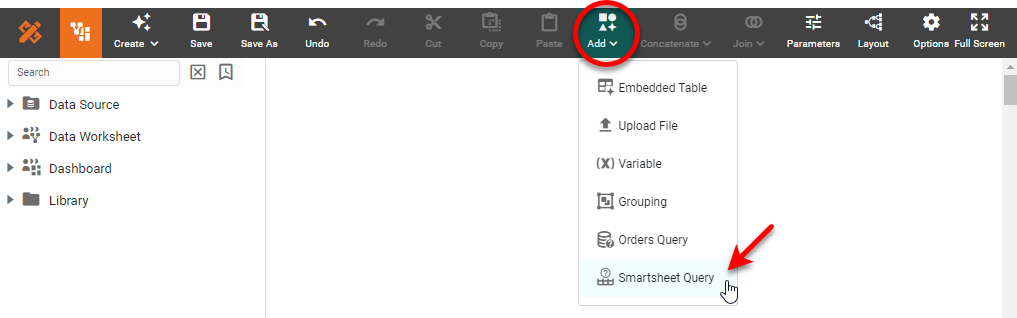 Create Save Save As Undo Redo Cut Copy Paste Add Concatenate Join Parameters Layout Options Full Screen
Search
Data Source
Data Worksheet
Dashboard
Library
Embedded Table
Upload File
(X) Variable
Grouping
Orders Query
Smartsheet Query